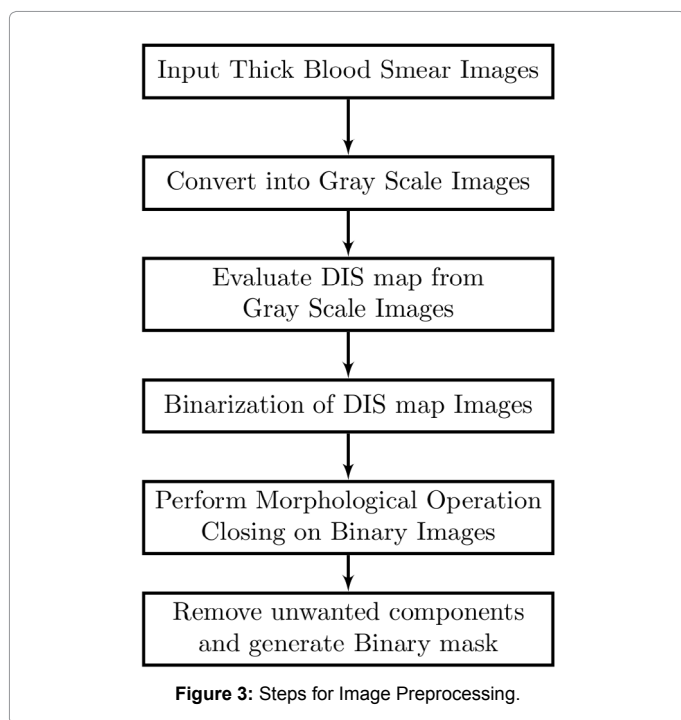 Input Thick Blood Smear Images
Convert into Gray Scale Images
Evaluate DIS map from
Gray Scale Images
Binarization of DIS map Images
Perform Morphological Operation
Closing on Binary Images
Remove unwanted components
and generate Binary mask
Figure 3: Steps for Image Preprocessing.